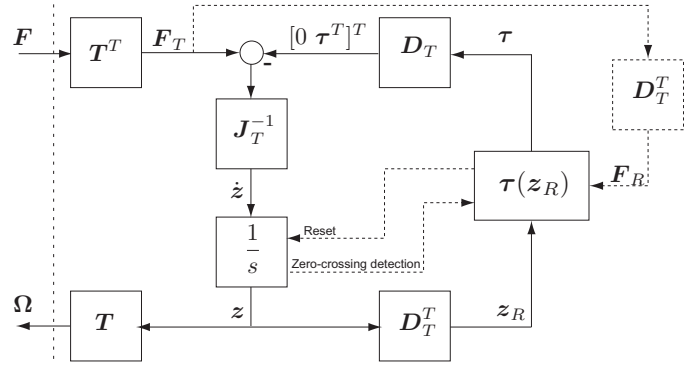 F
T^T
F_T
[0 τ^T]^T
D_T
τ
D_T^T
-
J_T^{-1}
ż
τ(z_R)
F_R
1/s
Reset
Zero-crossing detection
Ω
T
z
D_T^T
z_R